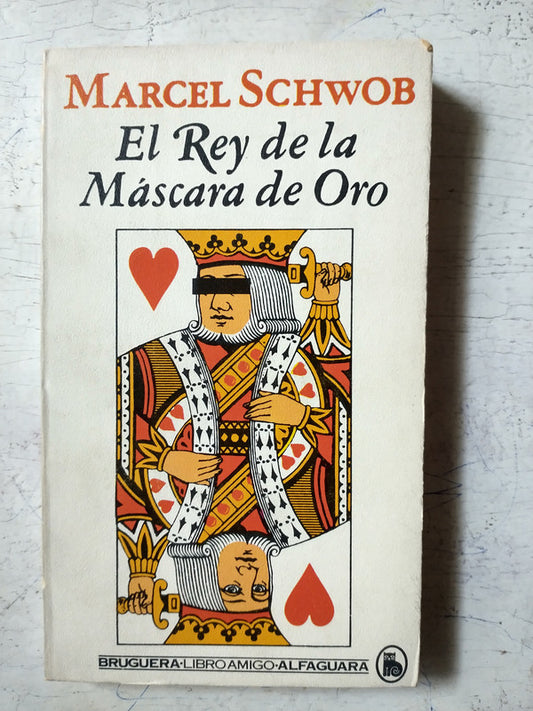 MARCEL SCHWOB
El Rey de la
Máscara de Oro
BRUGUERA·LIBRO AMIGO·ALFAGUARA